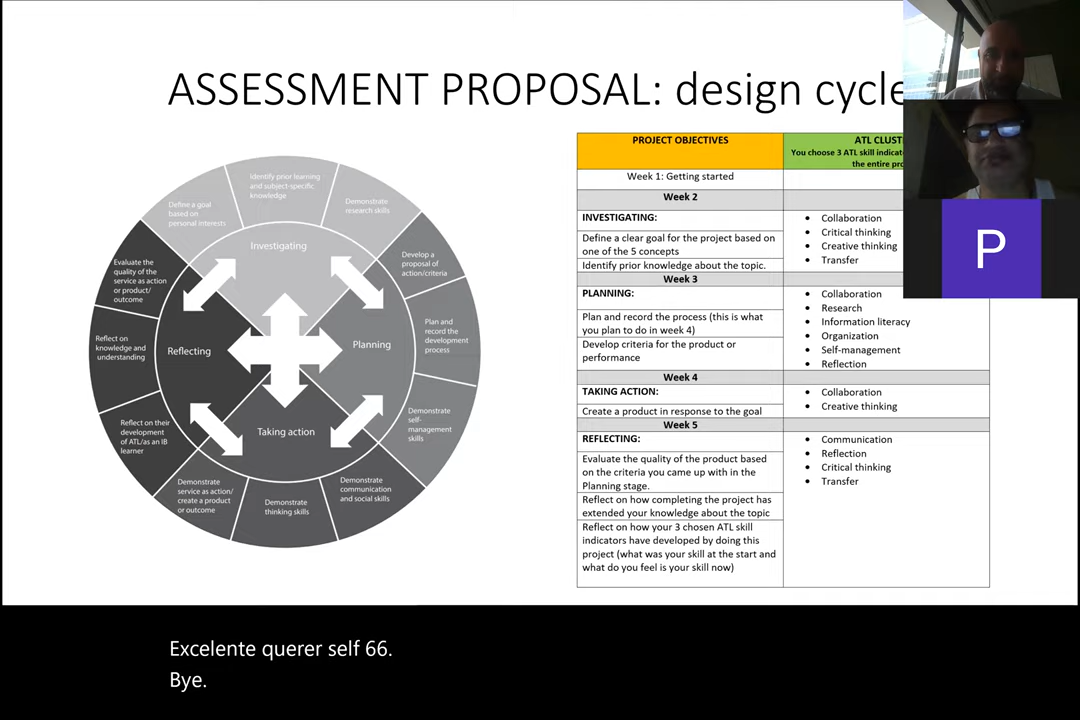 ASSESSMENT PROPOSAL: design cycle
Identify prior learning
and subject-specific
knowledge
Define a goal
based on
personal interests
Demonstrate
research skills
Investigating
Develop a
proposal of
action/criteria
Plan and
record the
development
process
Demonstrate
self-
management
skills
Planning
Demonstrate
communication
and social skills
Demonstrate
thinking skills
Demonstrate
service as action/
create a product
or outcome
Taking action
Reflect on their
development
of ATL/as an IB
learner
Reflect on
knowledge and
understanding
Evaluate the
quality of the
service as action
or product/
outcome
Reflecting
PROJECT OBJECTIVES
ATL
You choose 3 ATL skill
the entire
Week 1: Getting started
Week 2
INVESTIGATING:
Define a clear goal for the project based on
one of the 5 concepts
Identify prior knowledge about the topic.
• Collaboration
• Critical thinking
• Creative thinking
• Transfer
Week 3
PLANNING:
Plan and record the process (this is what
you plan to do in week 4)
Develop criteria for the product or
performance
• Collaboration
• Research
• Information literacy
• Organization
• Self-management
• Reflection
Week 4
TAKING ACTION:
Create a product in response to the goal
• Collaboration
• Creative thinking
Week 5
REFLECTING:
Evaluate the quality of the product based
on the criteria you came up with in the
Planning stage.
Reflect on how completing the project has
extended your knowledge about the topic
Reflect on how your 3 chosen ATL skill
indicators have developed by doing this
project (what was your skill at the start and
what do you feel is your skill now)
• Communication
• Reflection
• Critical thinking
• Transfer
P
Excelente querer self 66.
Bye.